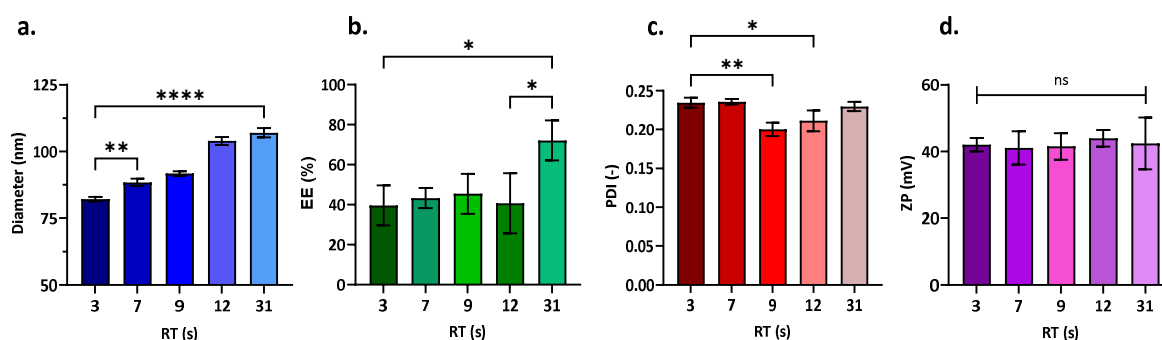 a.
Diameter (nm)
125
100
75
50
****
**
3 7 9 12 31
RT (s)
b.
EE (%)
100
80
60
40
20
0
*
*
3 7 9 12 31
RT (s)
c.
PDI (-)
0.25
0.20
0.15
0.10
0.05
0.00
*
**
3 7 9 12 31
RT (s)
d.
ZP (mV)
60
40
20
0
ns
3 7 9 12 31
RT (s)